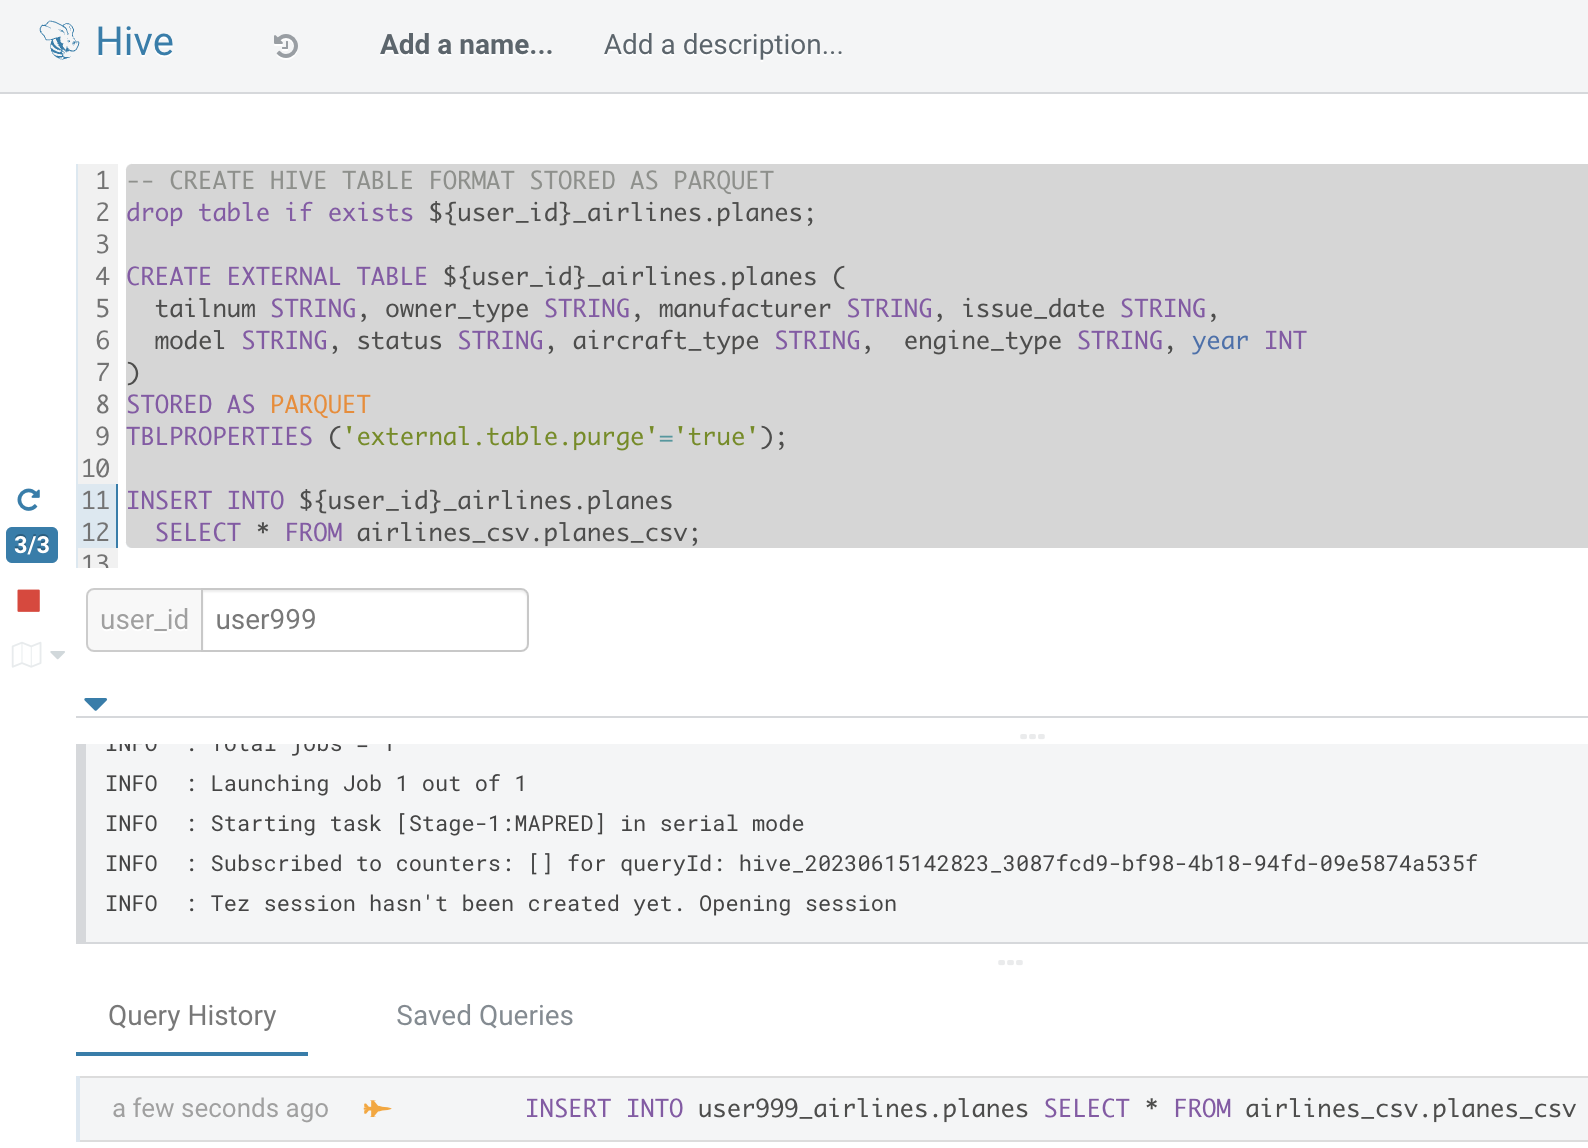 Hive
Add a name... Add a description...
1 -- CREATE HIVE TABLE FORMAT STORED AS PARQUET
2 drop table if exists ${user_id}_airlines.planes;
3
4 CREATE EXTERNAL TABLE ${user_id}_airlines.planes (
5 tailnum STRING, owner_type STRING, manufacturer STRING, issue_date STRING,
6 model STRING, status STRING, aircraft_type STRING,  engine_type STRING, year INT
7 )
8 STORED AS PARQUET
9 TBLPROPERTIES ('external.table.purge'='true');
10
11 INSERT INTO ${user_id}_airlines.planes
12 SELECT * FROM airlines_csv.planes_csv;
13
3/3
user_id user999
INFO : Total jobs = 1
INFO : Launching Job 1 out of 1
INFO : Starting task [Stage-1:MAPRED] in serial mode
INFO : Subscribed to counters: [] for queryId: hive_20230615142823_3087fcd9-bf98-4b18-94fd-09e5874a535f
INFO : Tez session hasn't been created yet. Opening session
Query History Saved Queries
a few seconds ago INSERT INTO user999_airlines.planes SELECT * FROM airlines_csv.planes_csv